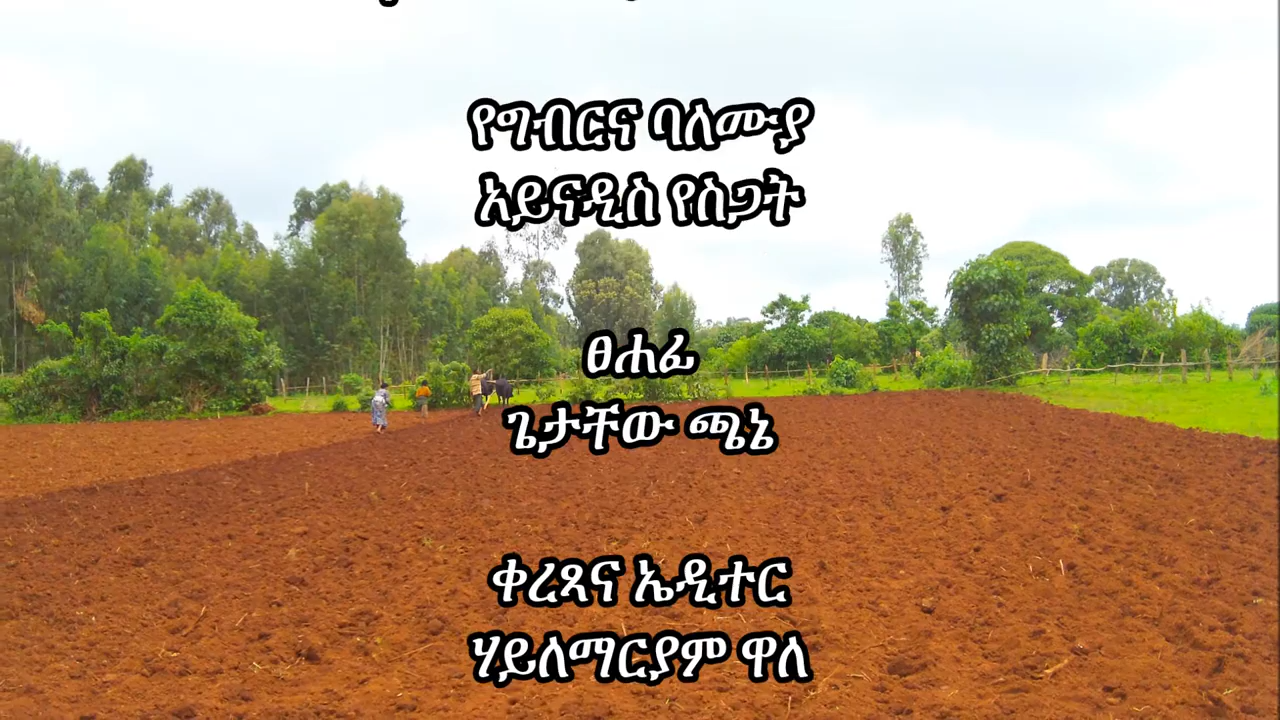 የግብርና ባለሙያ
አይናዲስ የስጋት
ፀሐፊ
ጌታቸው ጫኔ
ቀረጻና ኤዲተር
ሃይለማርያም ዋለ